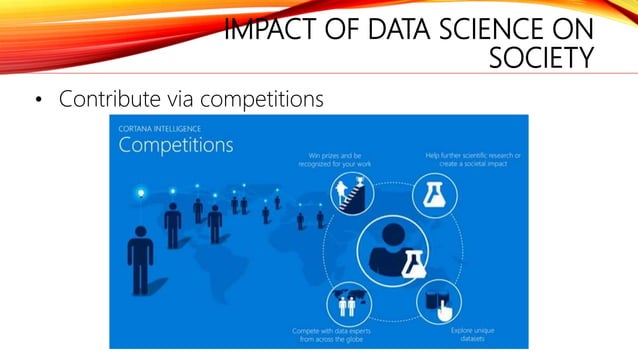 IMPACT OF DATA SCIENCE ON
SOCIETY
• Contribute via competitions
CORTANA INTELLIGENCE
Competitions
Win prizes and be
recognized for your work
Help further scientific research or
create a societal impact
Compete with data experts
from across the globe
Explore unique
datasets